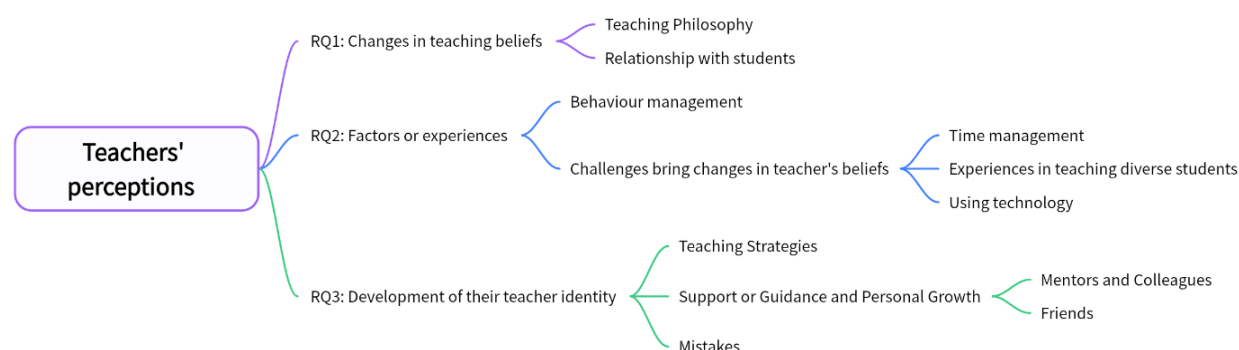 Teachers'
perceptions
RQ1: Changes in teaching beliefs
Teaching Philosophy
Relationship with students
RQ2: Factors or experiences
Behaviour management
Challenges bring changes in teacher's beliefs
Time management
Experiences in teaching diverse students
Using technology
RQ3: Development of their teacher identity
Teaching Strategies
Support or Guidance and Personal Growth
Mentors and Colleagues
Friends
Mistakes